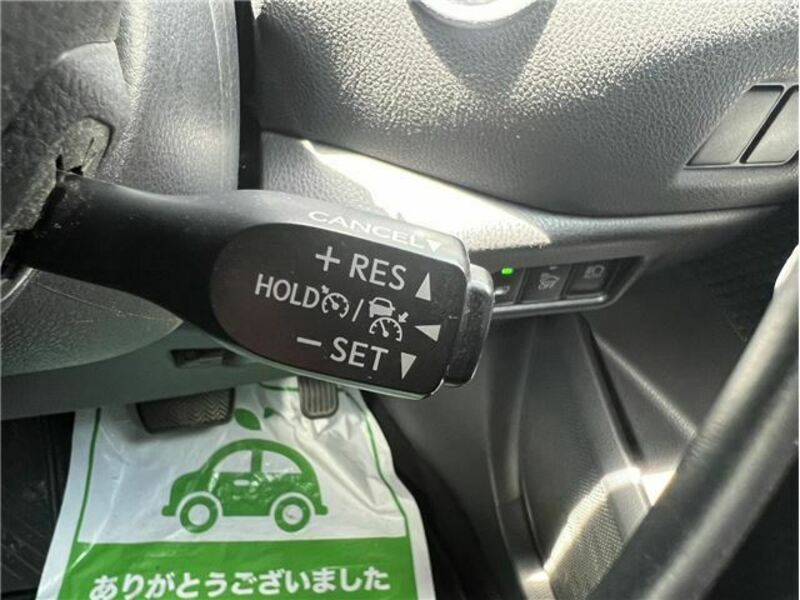 CANCEL▼
+ RES ▲
HOLD / ◀
− SET ▼
ありがとうございました